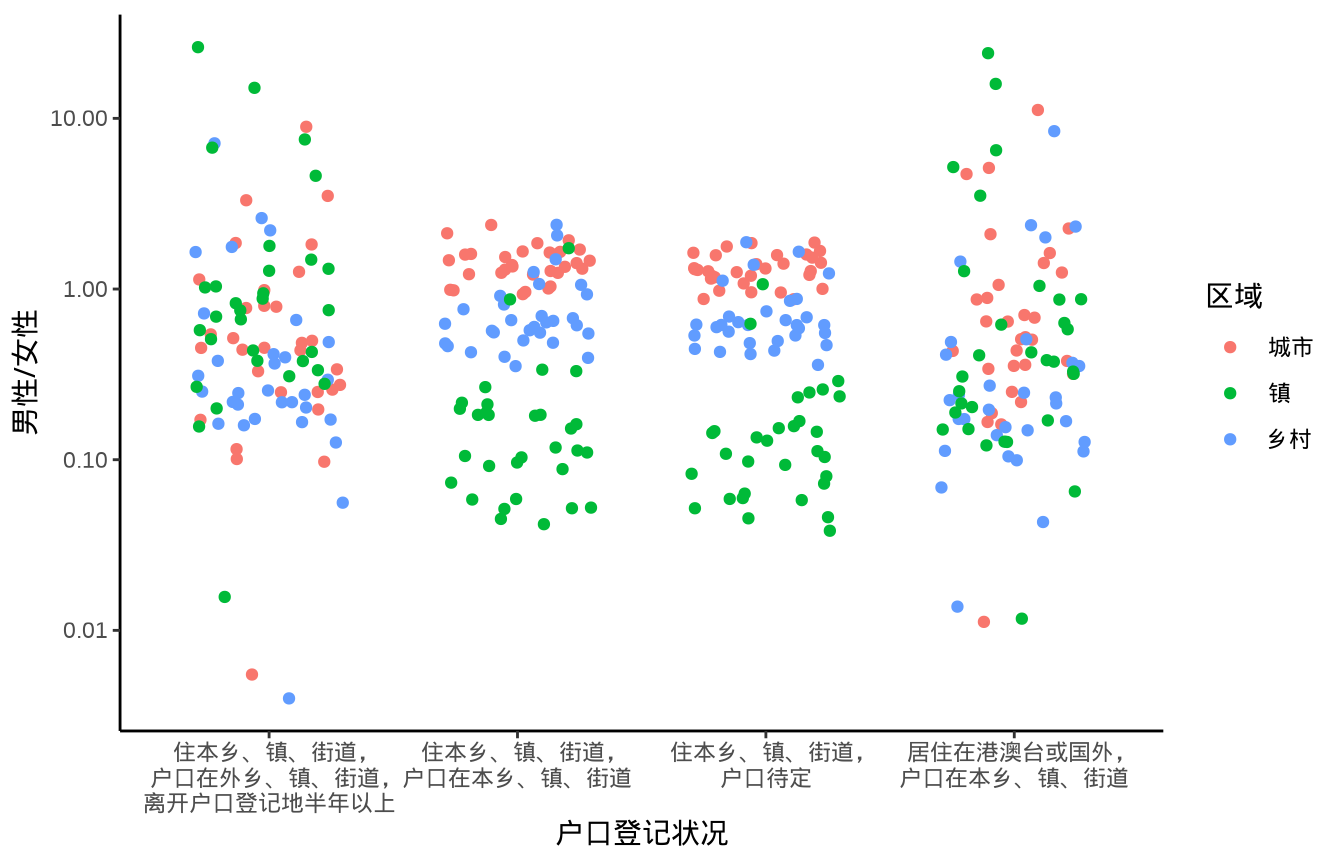 男性/女性
10.00
1.00
0.10
0.01
住本乡、镇、街道，
户口在外乡、镇、街道，
离开户口登记地半年以上
住本乡、镇、街道，
户口在本乡、镇、街道
住本乡、镇、街道，
户口待定
居住在港澳台或国外，
户口在本乡、镇、街道
户口登记状况
区域
城市
镇
乡村